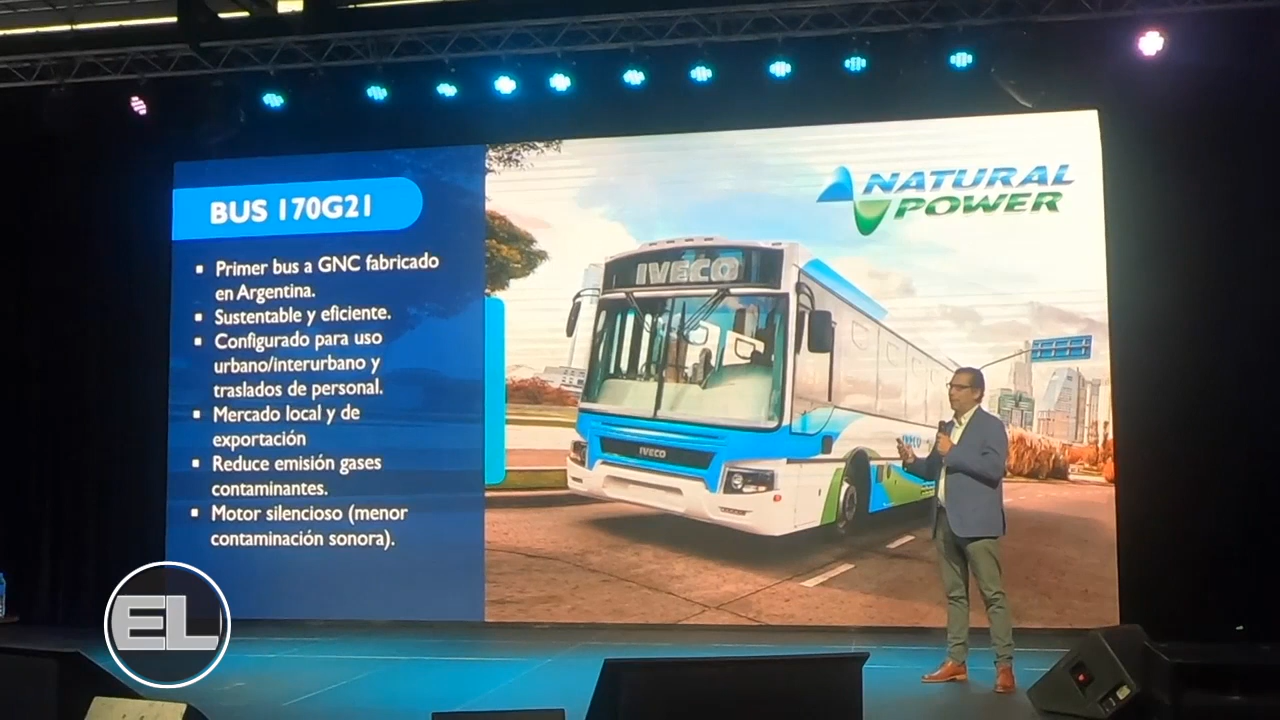 BUS 170G21
▪ Primer bus a GNC fabricado
en Argentina.
▪ Sustentable y eficiente.
▪ Configurado para uso
urbano/interurbano y
traslados de personal.
▪ Mercado local y de
exportación
▪ Reduce emisión gases
contaminantes.
▪ Motor silencioso (menor
contaminación sonora).
NATURAL
POWER
IVECO
IVECO
IVECO
EL